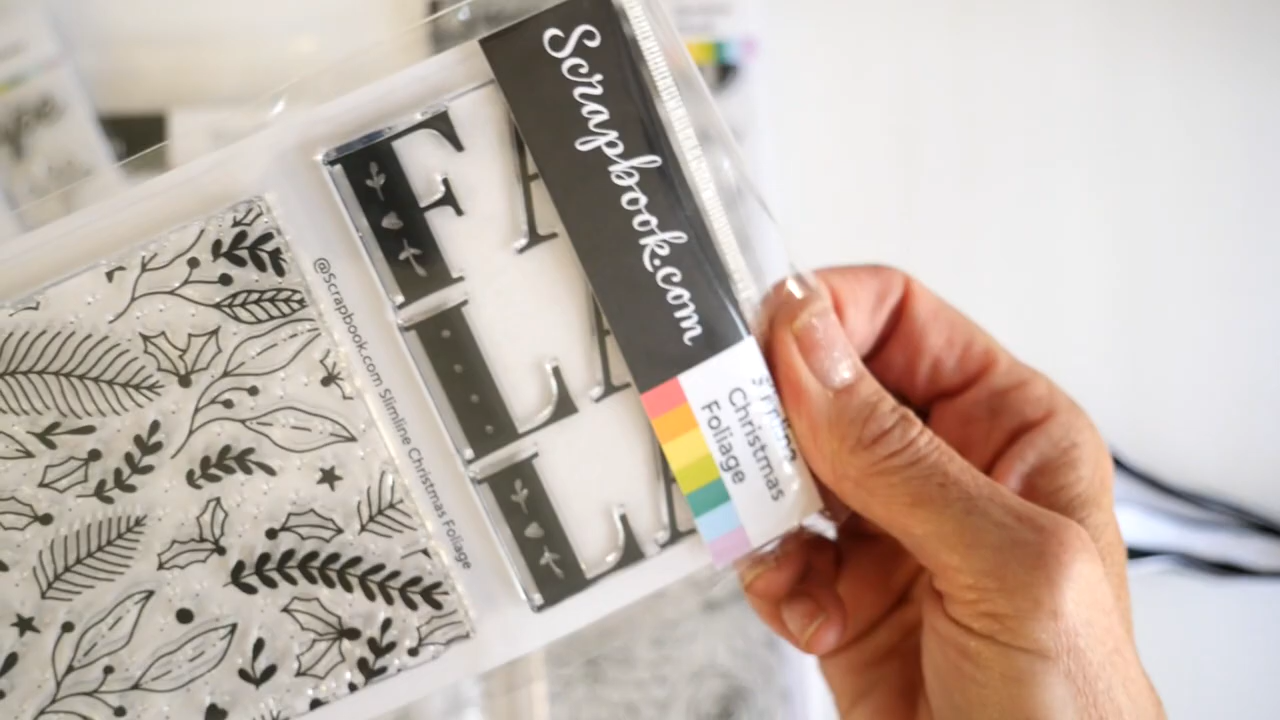 Scrapbook.com
Christmas
Foliage
@Scrapbook.com Slimline Christmas Foliage
F A
L A
L A